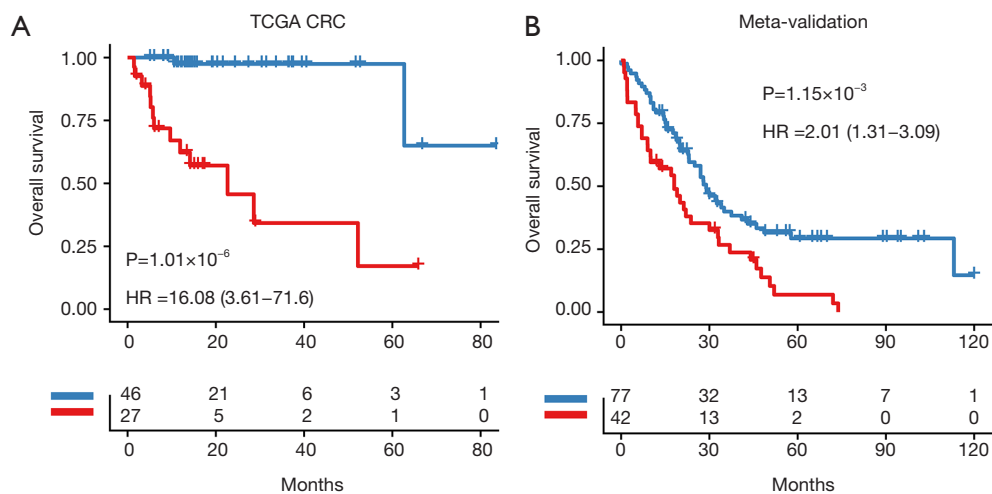 A
TCGA CRC
Overall survival
1.00
0.75
0.50
0.25
0.00
P=1.01×10⁻⁶
HR =16.08 (3.61–71.6)
0 20 40 60 80
46 21 6 3 1
27 5 2 1 0
0 20 40 60 80
Months
B
Meta-validation
Overall survival
1.00
0.75
0.50
0.25
0.00
P=1.15×10⁻³
HR =2.01 (1.31–3.09)
0 30 60 90 120
77 32 13 7 1
42 13 2 0 0
0 30 60 90 120
Months